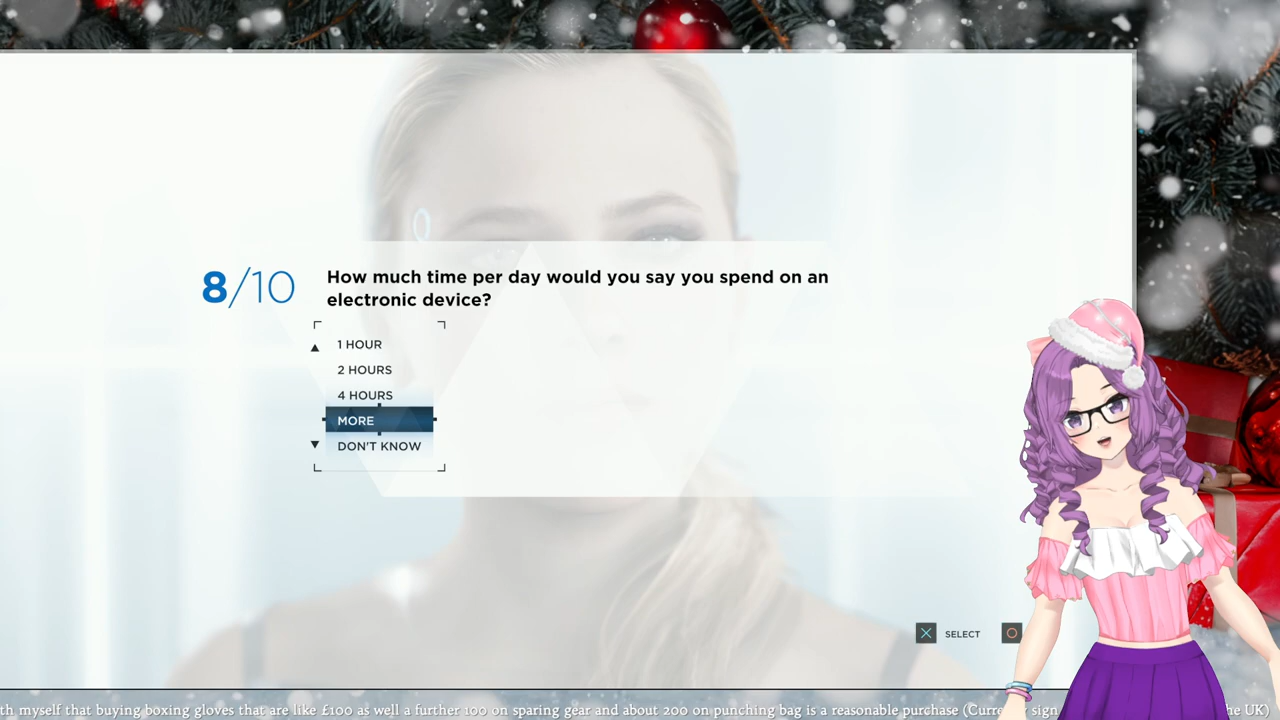 8/10
How much time per day would you say you spend on an
electronic device?
1 HOUR
2 HOURS
4 HOURS
MORE
DON'T KNOW
SELECT
th myself that buying boxing gloves that are like £100 as well a further 100 on sparing gear and about 200 on punching bag is a reasonable purchase (Curre y sign he UK)